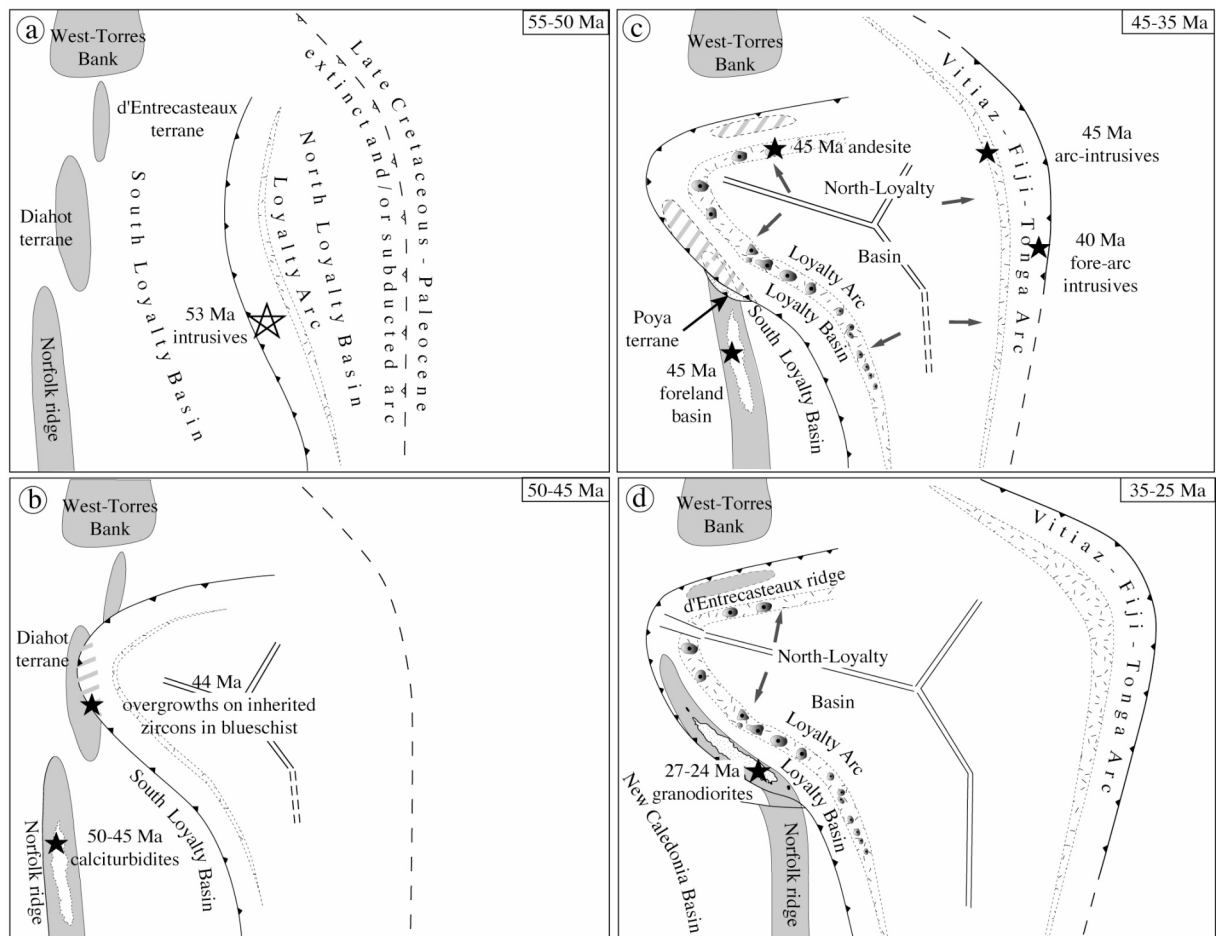 a
55-50 Ma
West-Torres
Bank
d'Entrecasteaux
terrane
Diahot
terrane
Norfolk ridge
South Loyalty Basin
53 Ma
intrusives
Loyalty Arc
North Loyalty Basin
extinct and/or subducted arc
Late Cretaceous - Paleocene
b
50-45 Ma
West-Torres
Bank
Diahot
terrane
44 Ma
overgrowths on inherited
zircons in blueschist
South Loyalty Basin
50-45 Ma
calciturbidites
Norfolk ridge
c
45-35 Ma
West-Torres
Bank
45 Ma andesite
North-Loyalty
Basin
Vitiaz - Fiji - Tonga Arc
45 Ma
arc-intrusives
40 Ma
fore-arc
intrusives
Loyalty Arc
Loyalty Basin
South Loyalty Basin
Poya
terrane
45 Ma
foreland
basin
d
35-25 Ma
West-Torres
Bank
d'Entrecasteaux ridge
North-Loyalty
Basin
Vitiaz - Fiji - Tonga Arc
Loyalty Arc
Loyalty Basin
27-24 Ma
granodiorites
New Caledonia Basin
Norfolk ridge